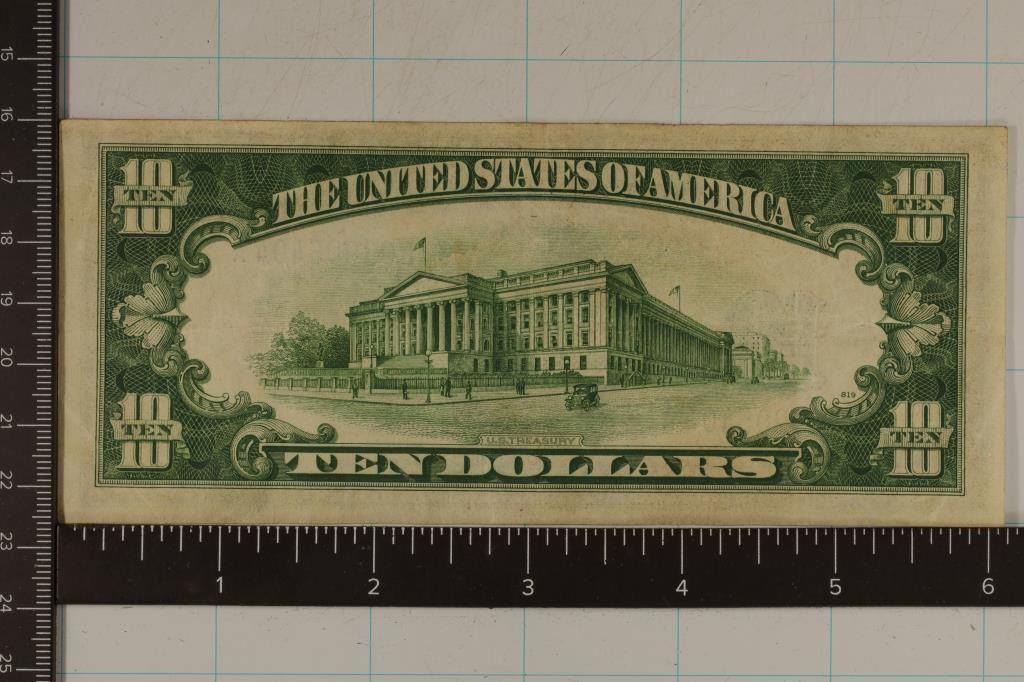 15
16
17
18
19
20
21
22
23
24
25
10
TEN
10
TEN
THE UNITED STATES OF AMERICA
819
10
TEN
10
TEN
U.S. TREASURY
TEN DOLLARS
1 2 3 4 5 6